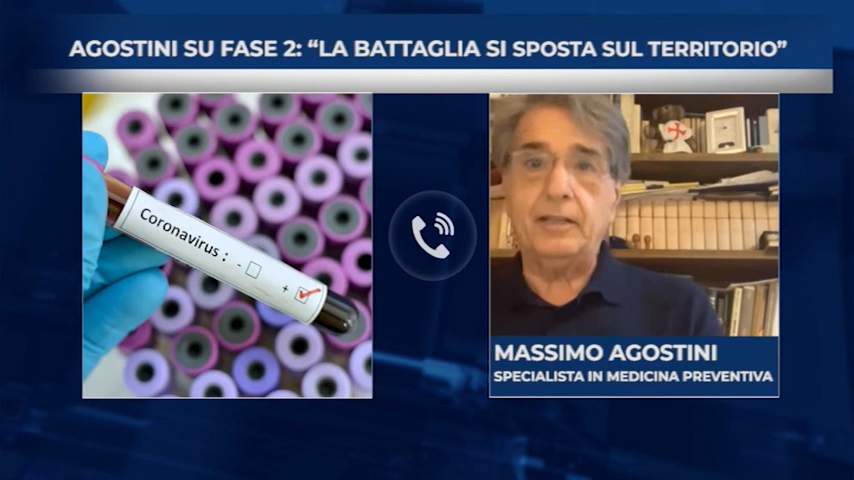 AGOSTINI SU FASE 2: “LA BATTAGLIA SI SPOSTA SUL TERRITORIO”
Coronavirus :
-
+
MASSIMO AGOSTINI
SPECIALISTA IN MEDICINA PREVENTIVA